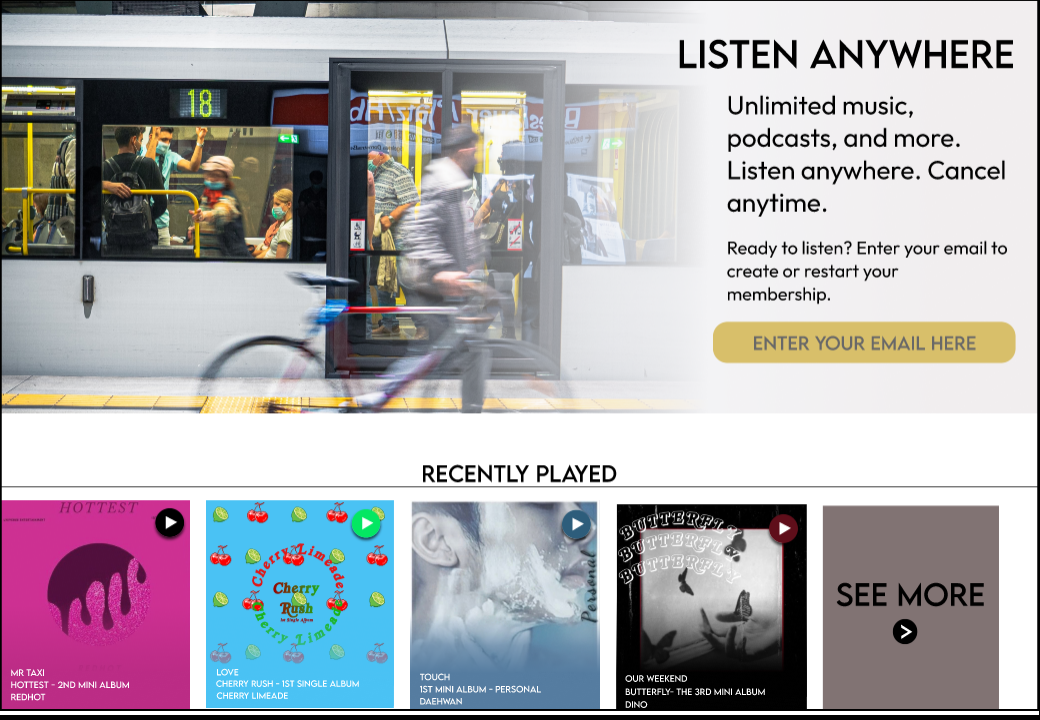 LISTEN ANYWHERE
Unlimited music,
podcasts, and more.
Listen anywhere. Cancel
anytime.
Ready to listen? Enter your email to
create or restart your
membership.
ENTER YOUR EMAIL HERE
18
RECENTLY PLAYED
HOTTEST
MR TAXI
HOTTEST - 2ND MINI ALBUM
REDHOT
Cherry Limeade
Cherry
Rush
1st Single Album
Cherry Limeade
LOVE
CHERRY RUSH - 1ST SINGLE ALBUM
CHERRY LIMEADE
Persona
TOUCH
1ST MINI ALBUM - PERSONAL
DAEHWAN
BUTTERFLY
BUTTERFLY
BUTTERFLY
OUR WEEKEND
BUTTERFLY- THE 3RD MINI ALBUM
DINO
SEE MORE